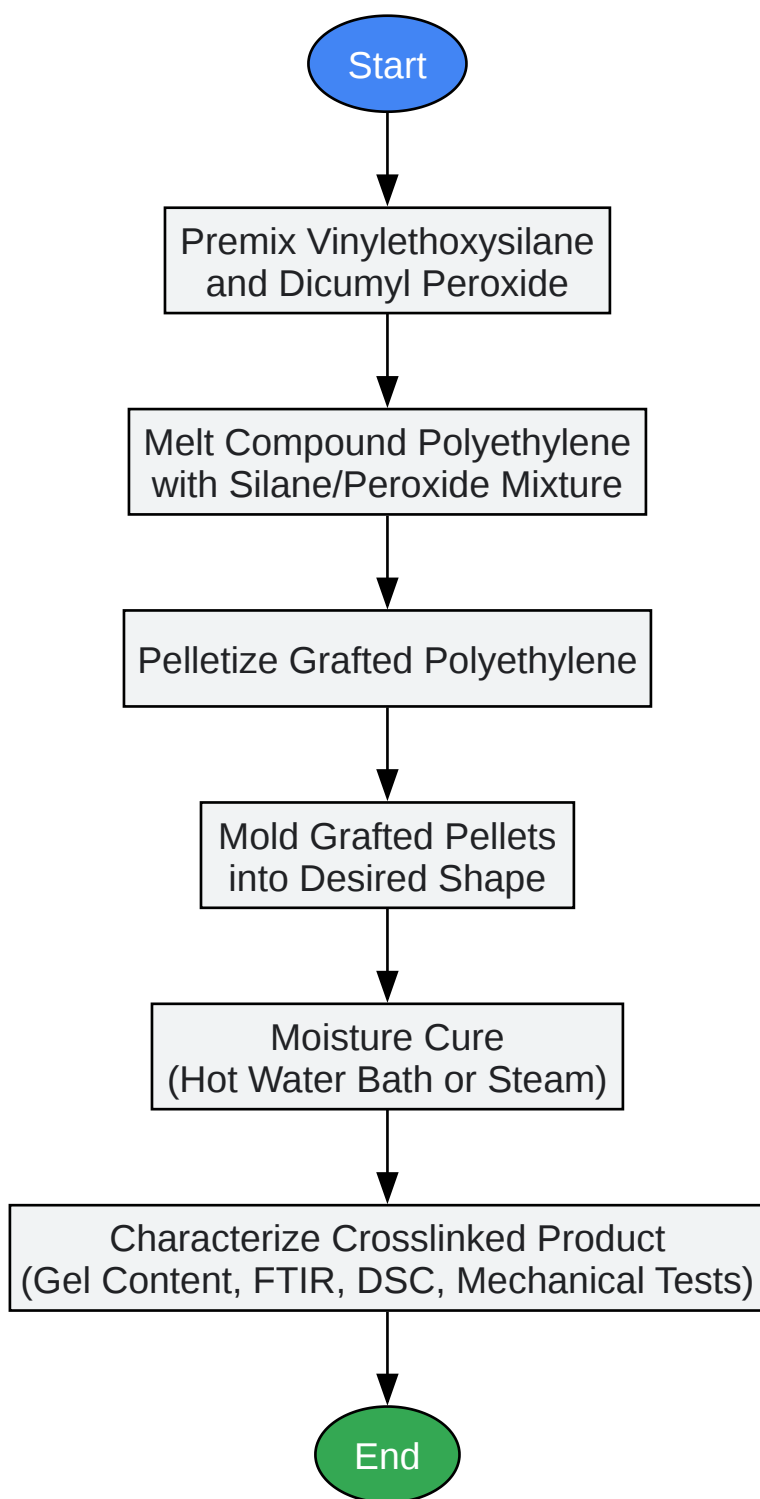 Start
Premix Vinylethoxysilane
and Dicumyl Peroxide
Melt Compound Polyethylene
with Silane/Peroxide Mixture
Pelletize Grafted Polyethylene
Mold Grafted Pellets
into Desired Shape
Moisture Cure
(Hot Water Bath or Steam)
Characterize Crosslinked Product
(Gel Content, FTIR, DSC, Mechanical Tests)
End